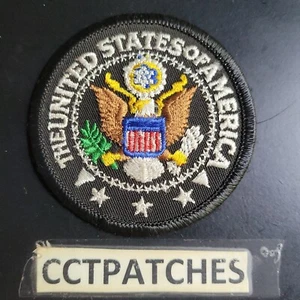 THE UNITED STATES OF AMERICA
CCTPATCHES